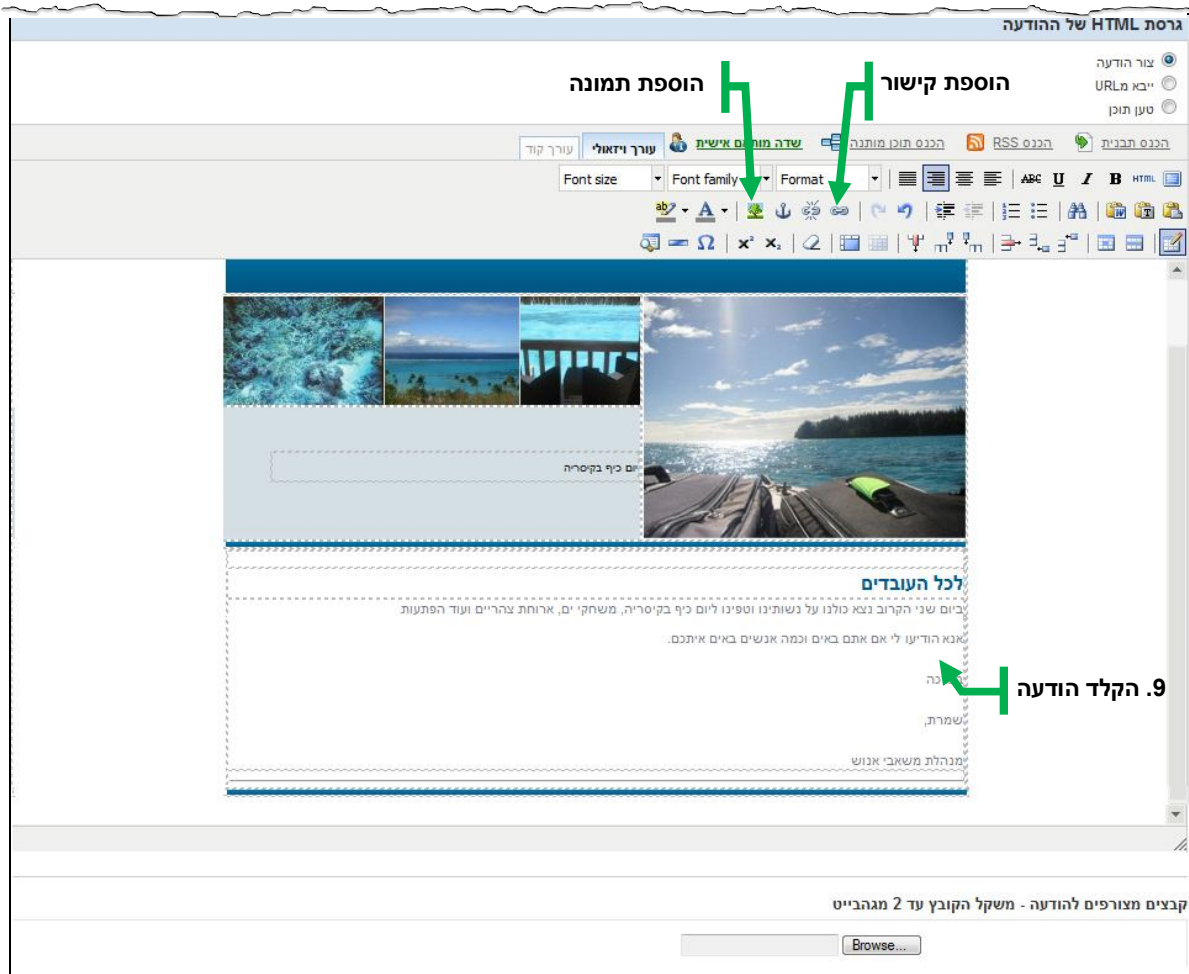 גרסת HTML של ההודעה
צור הודעה
ייבא מURL
טען תוכן
הוספת קישור
הוספת תמונה
הכנס תבנית
הכנס RSS
הכנס תוכן מותנה
שדה מותאם אישית
עורך ויזאולי
עורך קוד
HTML B I U ABC
Format
Font family
Font size
יום כיף בקיסריה
לכל העובדים
ביום שני הקרוב נצא כולנו על נשותינו וטפינו ליום כיף בקיסריה, משחקי ים, ארוחת צהריים ועוד הפתעות
אנא הודיעו לי אם אתם באים וכמה אנשים באים איתכם.
9. הקלד הודעה
שמרת,
מנהלת משאבי אנוש
קבצים מצורפים להודעה - משקל הקובץ עד 2 מגהבייט
Browse...